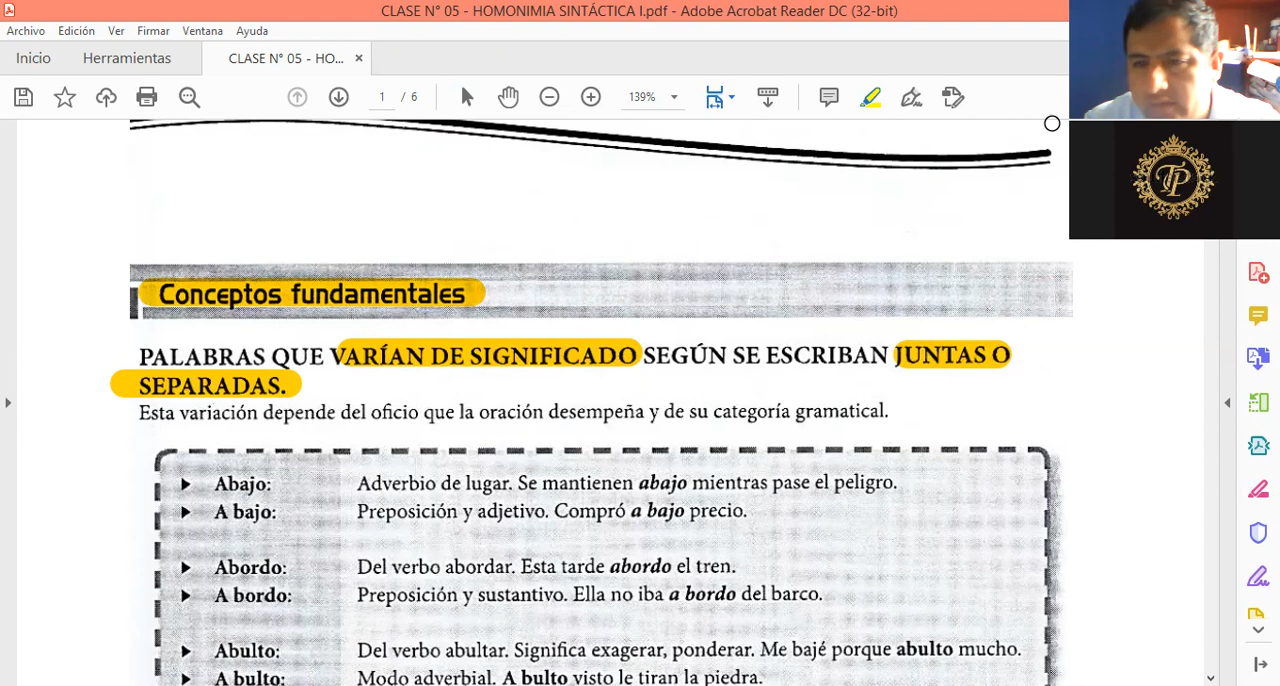 CLASE N° 05 - HOMONIMIA SINTÁCTICA I.pdf - Adobe Acrobat Reader DC (32-bit)
Archivo Edición Ver Firmar Ventana Ayuda
Inicio Herramientas CLASE N° 05 - HO... ×
1 / 6 139%
TP
Conceptos fundamentales
PALABRAS QUE VARÍAN DE SIGNIFICADO SEGÚN SE ESCRIBAN JUNTAS O
SEPARADAS.
Esta variación depende del oficio que la oración desempeña y de su categoría gramatical.
Abajo: Adverbio de lugar. Se mantienen abajo mientras pase el peligro.
A bajo: Preposición y adjetivo. Compró a bajo precio.
Abordo: Del verbo abordar. Esta tarde abordo el tren.
A bordo: Preposición y sustantivo. Ella no iba a bordo del barco.
Abulto: Del verbo abultar. Significa exagerar, ponderar. Me bajé porque abulto mucho.
A bulto: Modo adverbial. A bulto visto le tiran la piedra.